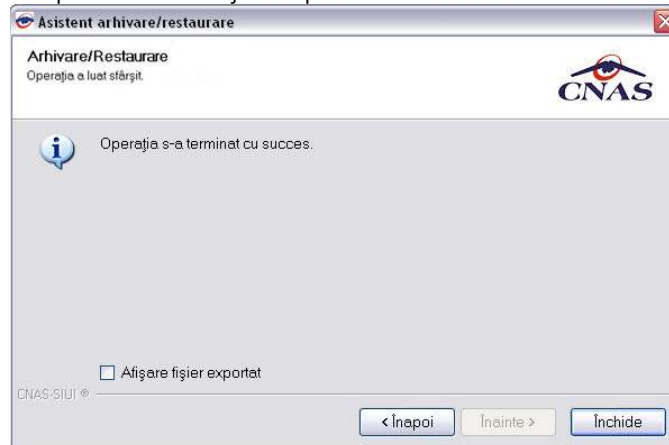 Asistent arhivare/restaurare
Arhivare/Restaurare
Operaţia a luat sfârşit.
CNAS
Operaţia s-a terminat cu succes.
Afişare fişier exportat
CNAS-SIUI ®
< Înapoi
Înainte >
Închide